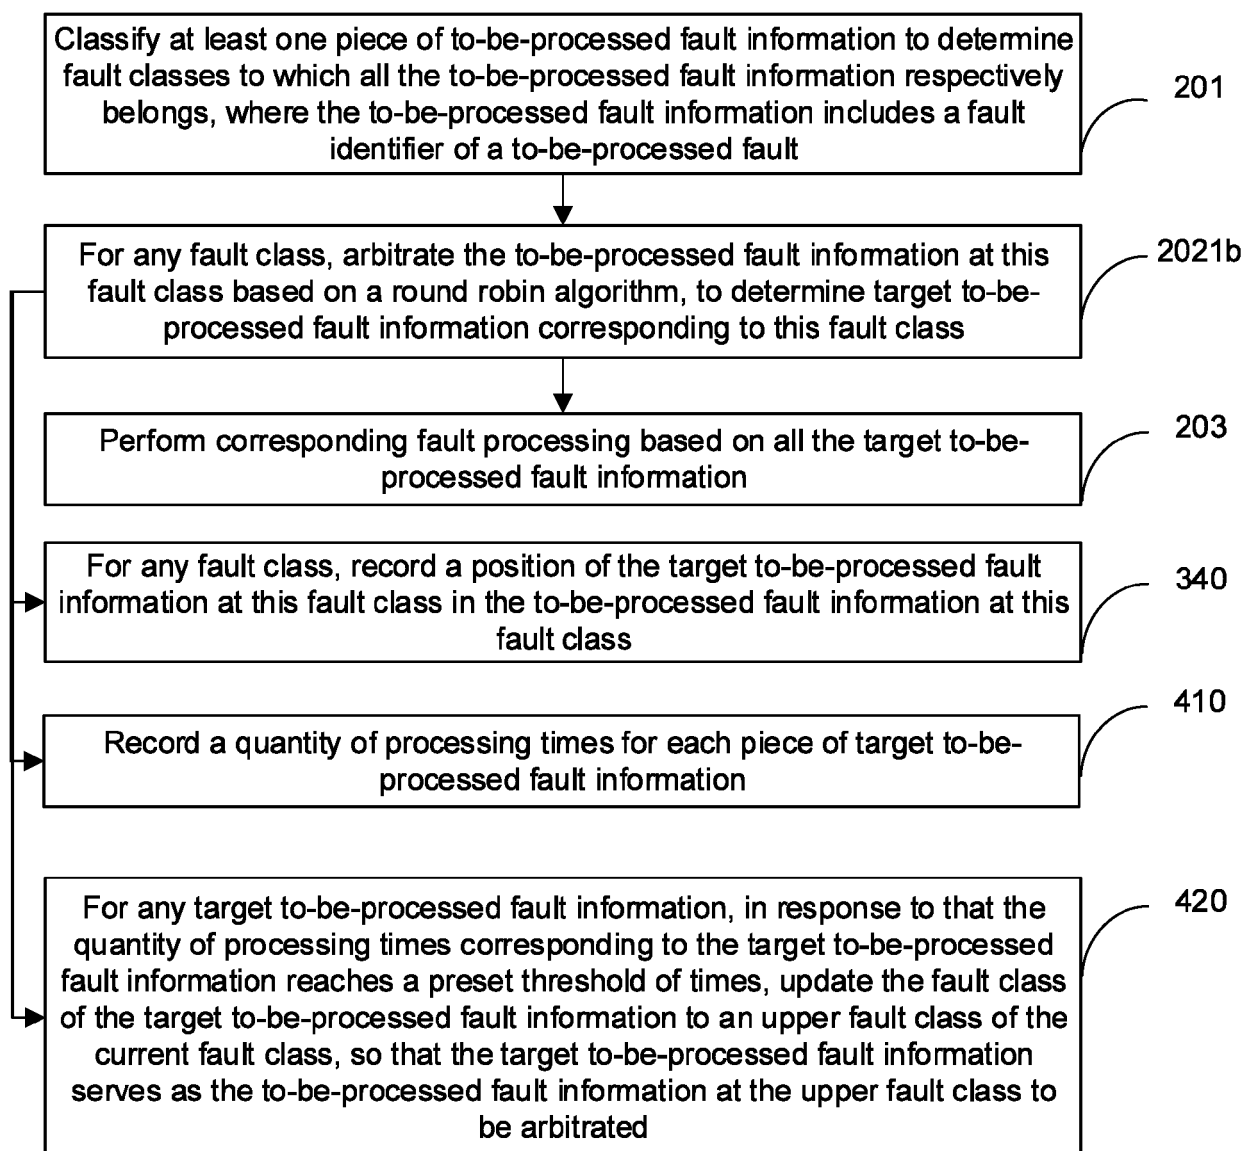 Classify at least one piece of to-be-processed fault information to determine
fault classes to which all the to-be-processed fault information respectively
belongs, where the to-be-processed fault information includes a fault
identifier of a to-be-processed fault
201
For any fault class, arbitrate the to-be-processed fault information at this
fault class based on a round robin algorithm, to determine target to-be-
processed fault information corresponding to this fault class
2021b
Perform corresponding fault processing based on all the target to-be-
processed fault information
203
For any fault class, record a position of the target to-be-processed fault
information at this fault class in the to-be-processed fault information at this
fault class
340
Record a quantity of processing times for each piece of target to-be-
processed fault information
410
For any target to-be-processed fault information, in response to that the
quantity of processing times corresponding to the target to-be-processed
fault information reaches a preset threshold of times, update the fault class
of the target to-be-processed fault information to an upper fault class of the
current fault class, so that the target to-be-processed fault information
serves as the to-be-processed fault information at the upper fault class to
be arbitrated
420